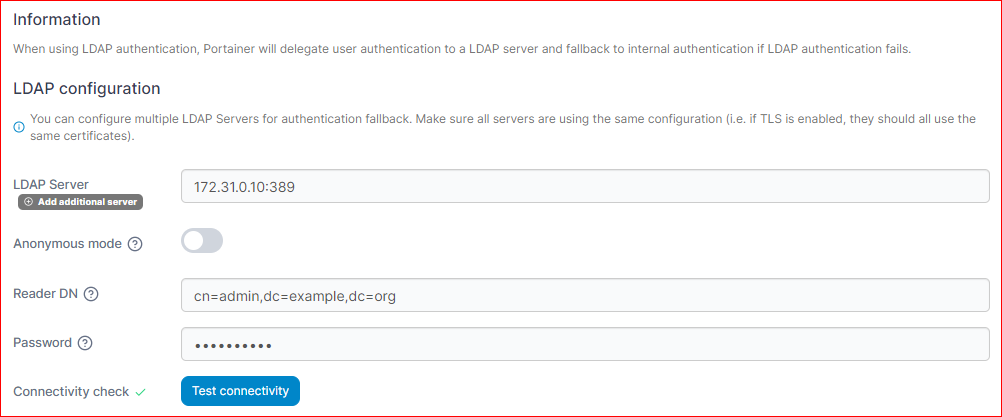 Information
When using LDAP authentication, Portainer will delegate user authentication to a LDAP server and fallback to internal authentication if LDAP authentication fails.
LDAP configuration
You can configure multiple LDAP Servers for authentication fallback. Make sure all servers are using the same configuration (i.e. if TLS is enabled, they should all use the
same certificates).
LDAP Server
172.31.0.10:389
Add additional server
Anonymous mode
Reader DN
cn=admin,dc=example,dc=org
Password
••••••••••
Connectivity check
Test connectivity